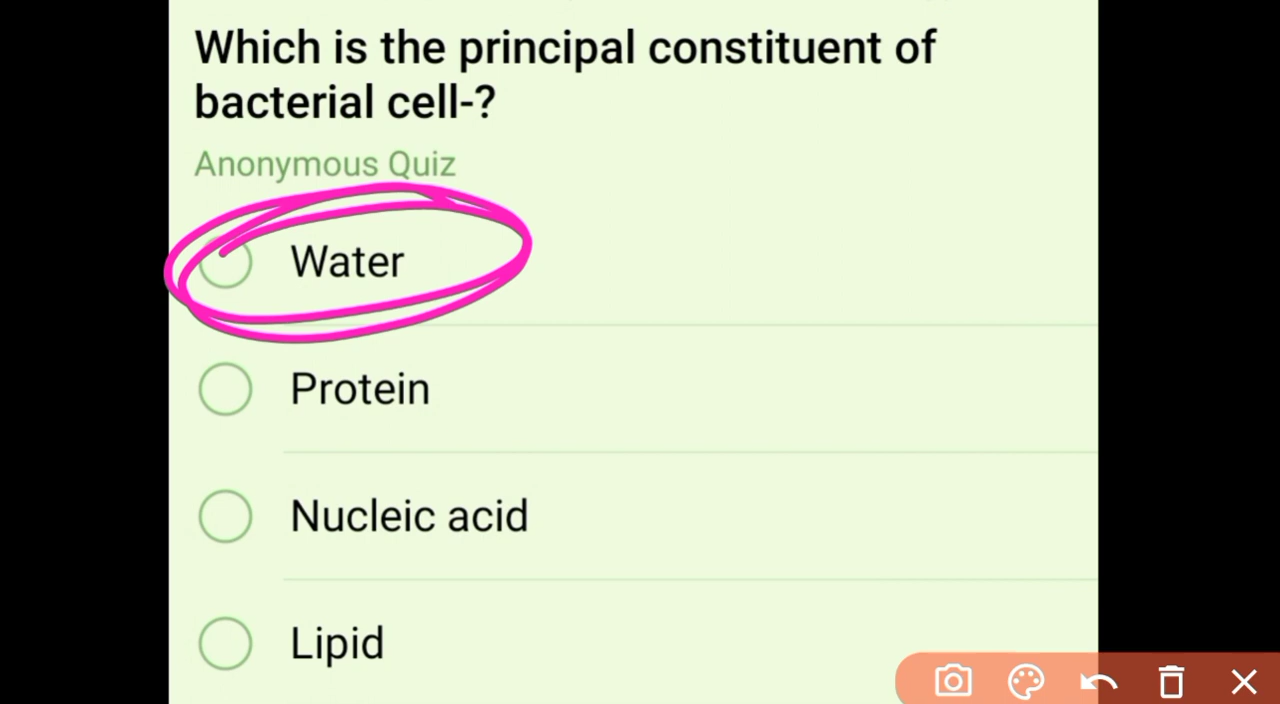 Which is the principal constituent of
bacterial cell-?
Anonymous Quiz
Water
Protein
Nucleic acid
Lipid